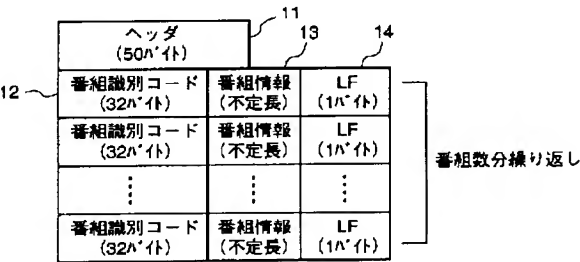 11
ヘッダ
(50バイト)
13
14
12
番組識別コード
(32バイト)
番組情報
(不定長)
LF
(1バイト)
番組識別コード
(32バイト)
番組情報
(不定長)
LF
(1バイト)
番組数分繰り返し
番組識別コード
(32バイト)
番組情報
(不定長)
LF
(1バイト)